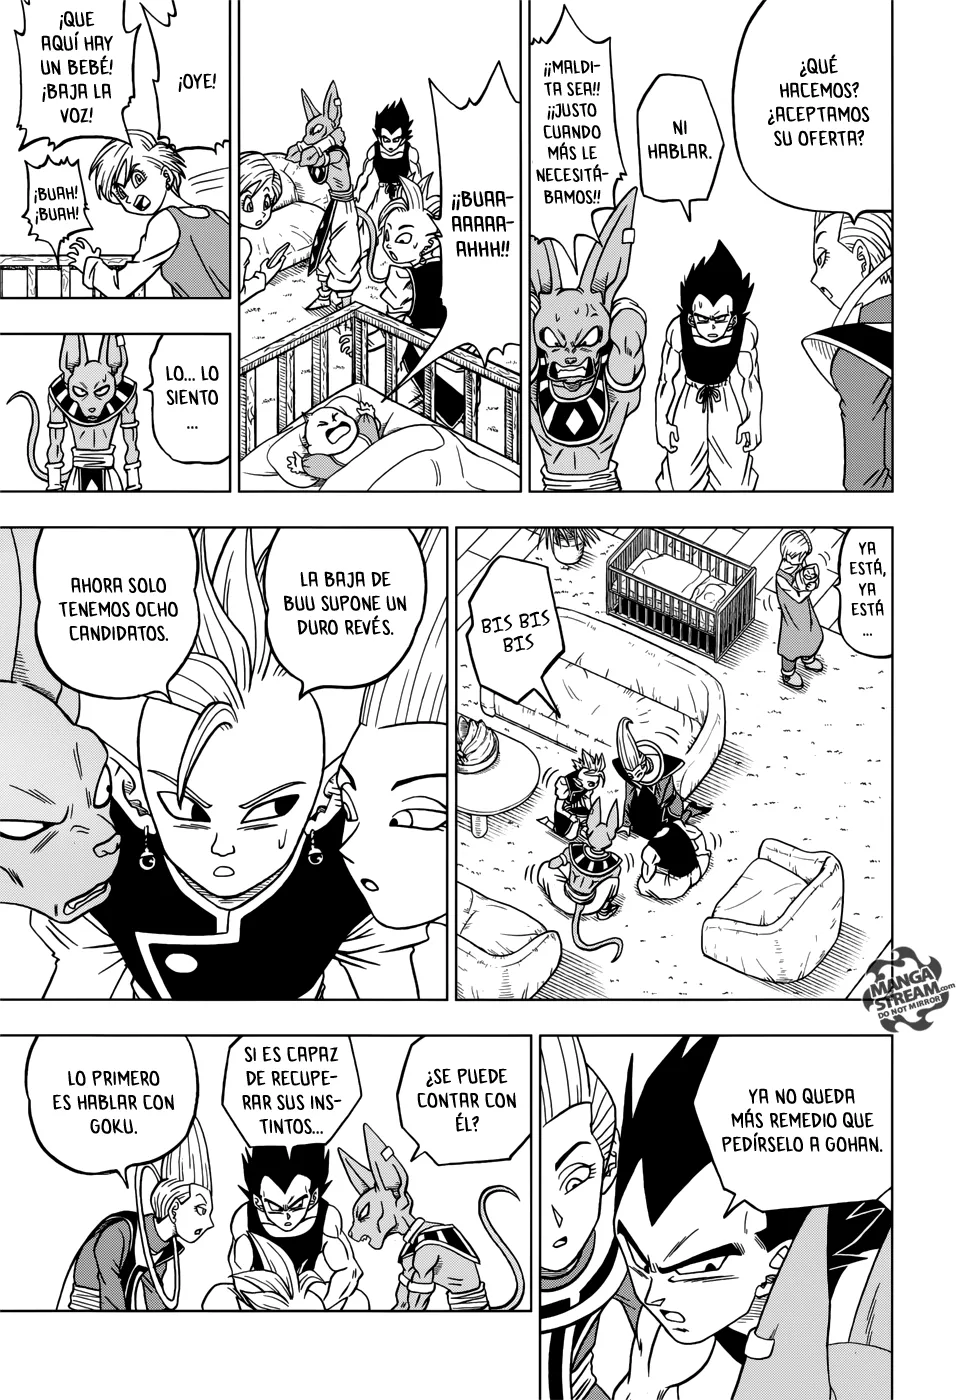 ¿QUÉ
HACEMOS?
¿ACEPTAMOS
SU OFERTA?
NI
HABLAR.
¡¡MALDI-
TA SEA!!
¡¡JUSTO
CUANDO
MÁS LE
NECESITÁ-
BAMOS!!
¡¡BUAA-
AAAAA-
AHHH!!
¡OYE!
¡QUE
AQUÍ HAY
UN BEBÉ!
¡BAJA LA
VOZ!
¡BUAH!
¡BUAH!
LO... LO
SIENTO
...
YA
ESTÁ,
YA
ESTÁ
...
BIS BIS
BIS
LA BAJA DE
BUU SUPONE UN
DURO REVÉS.
AHORA SOLO
TENEMOS OCHO
CANDIDATOS.
YA NO QUEDA
MÁS REMEDIO QUE
PEDÍRSELO A GOHAN.
¿SE PUEDE
CONTAR CON
ÉL?
SI ES CAPAZ
DE RECUPE-
RAR SUS INS-
TINTOS...
LO PRIMERO
ES HABLAR CON
GOKU.
MANGA
STREAM.com
DO NOT MIRROR